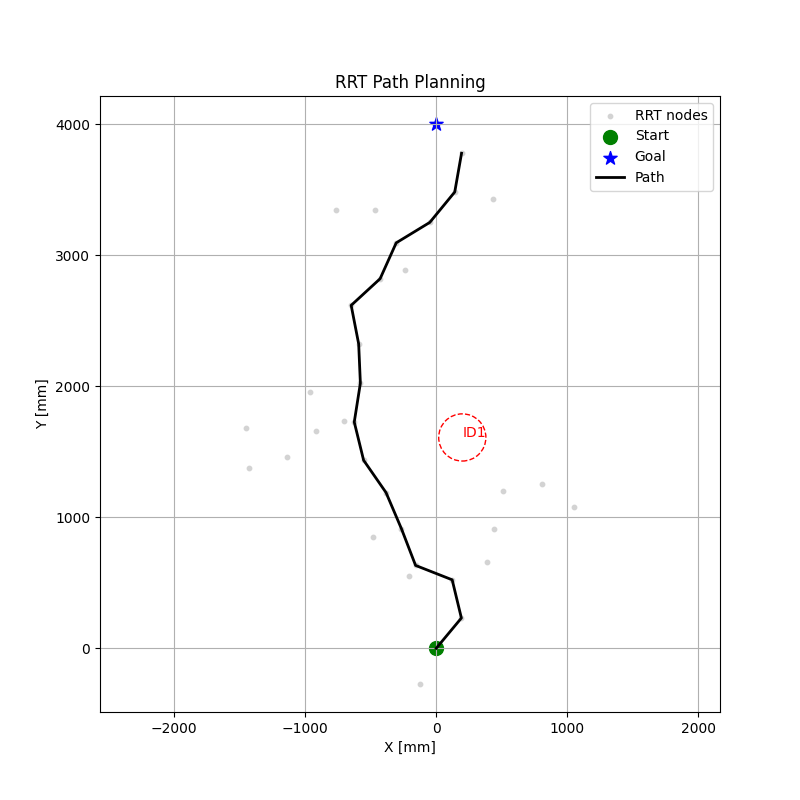 RRT Path Planning
RRT nodes
Start
Goal
Path
4000
3000
2000
1000
0
Y [mm]
ID1
−2000
−1000
0
1000
2000
X [mm]